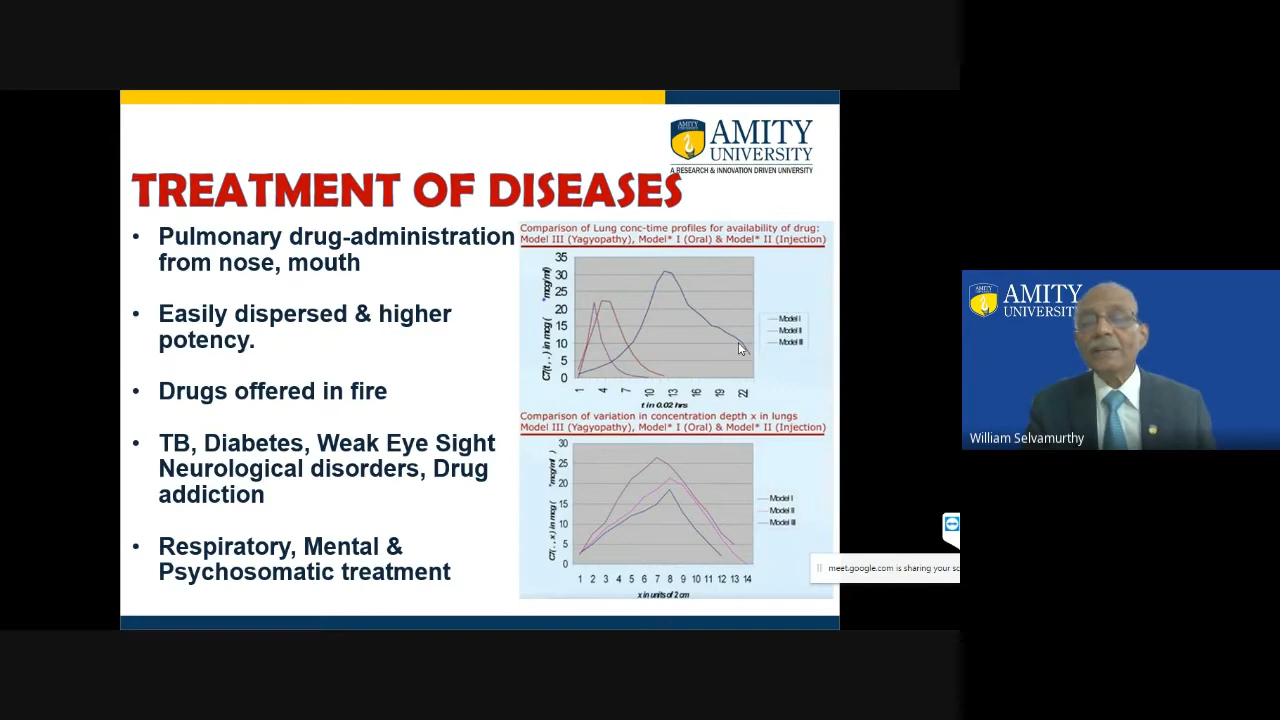 AMITY
UNIVERSITY
A RESEARCH & INNOVATION DRIVEN UNIVERSITY
TREATMENT OF DISEASES
• Pulmonary drug-administration
from nose, mouth
• Easily dispersed & higher
potency.
• Drugs offered in fire
• TB, Diabetes, Weak Eye Sight
Neurological disorders, Drug
addiction
• Respiratory, Mental &
Psychosomatic treatment
Comparison of Lung conc-time profiles for availability of drug:
Model III (Yagyopathy), Model* I (Oral) & Model* II (Injection)
35
30
25
20
15
10
5
0
1 4 7 10 13 16 19 22
t in 0.02 hrs
Model I
Model II
Model III
Comparison of variation in concentration depth x in lungs
Model III (Yagyopathy), Model* I (Oral) & Model* II (Injection)
30
25
20
15
10
5
0
1 2 3 4 5 6 7 8 9 10 11 12 13 14
x in units of 2 cm
Model I
Model II
Model III
meet.google.com is sharing your sc
AMITY
UNIVERS
William Selvamurthy